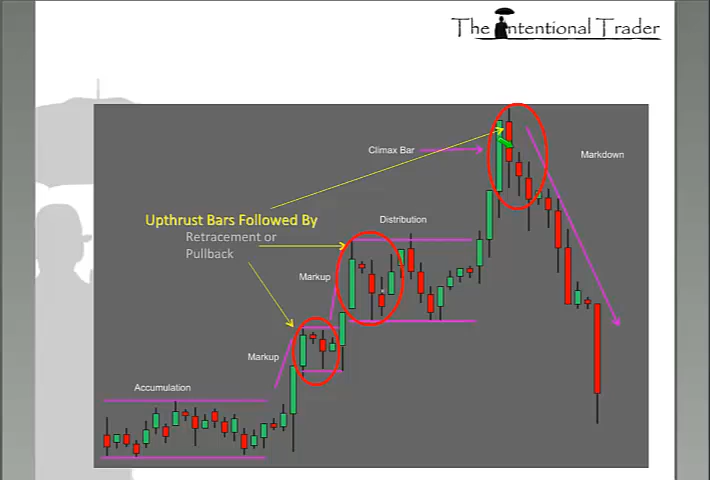 The Intentional Trader
Climax Bar
Markdown
Upthrust Bars Followed By
Retracement or
Pullback
Distribution
Markup
Markup
Accumulation